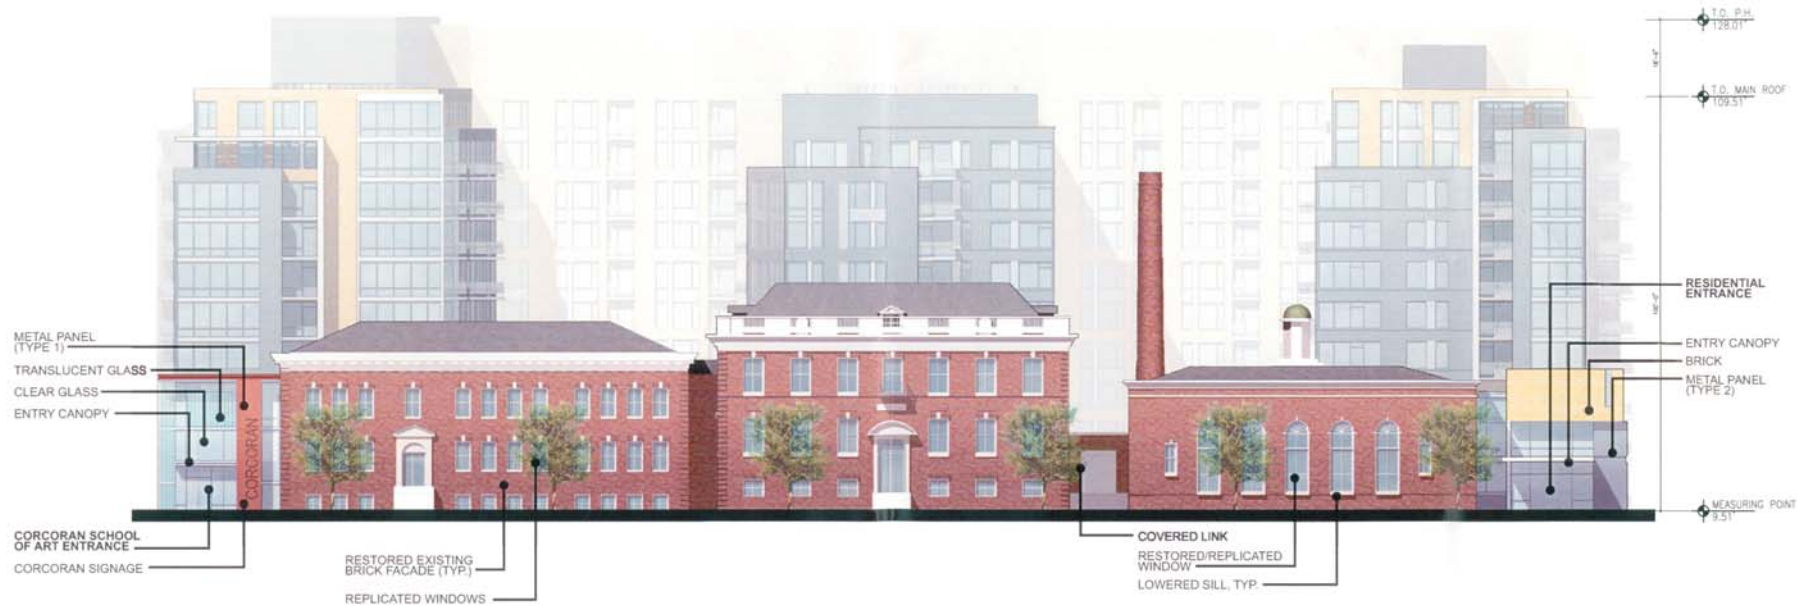 T.O. P.H.
128.01'
T.O. MAIN ROOF
109.51'
METAL PANEL
(TYPE 1)
TRANSLUCENT GLASS
CLEAR GLASS
ENTRY CANOPY
CORCORAN
CORCORAN SCHOOL
OF ART ENTRANCE
CORCORAN SIGNAGE
RESTORED EXISTING
BRICK FACADE (TYP.)
REPLICATED WINDOWS
COVERED LINK
RESTORED/REPLICATED
WINDOW
LOWERED SILL, TYP.
RESIDENTIAL
ENTRANCE
ENTRY CANOPY
BRICK
METAL PANEL
(TYPE 2)
MEASURING POINT
9.51'